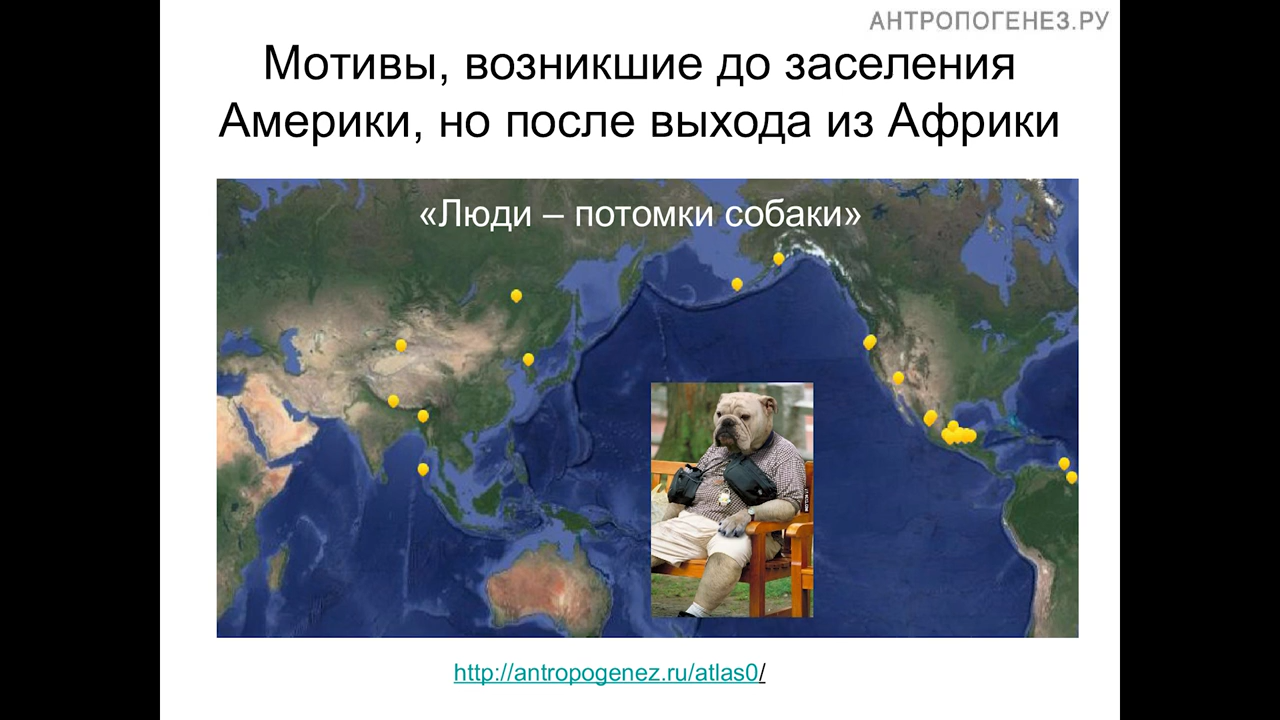 АНТРОПОГЕНЕЗ.РУ
Мотивы, возникшие до заселения
Америки, но после выхода из Африки
«Люди – потомки собаки»
http://antropogenez.ru/atlas0/